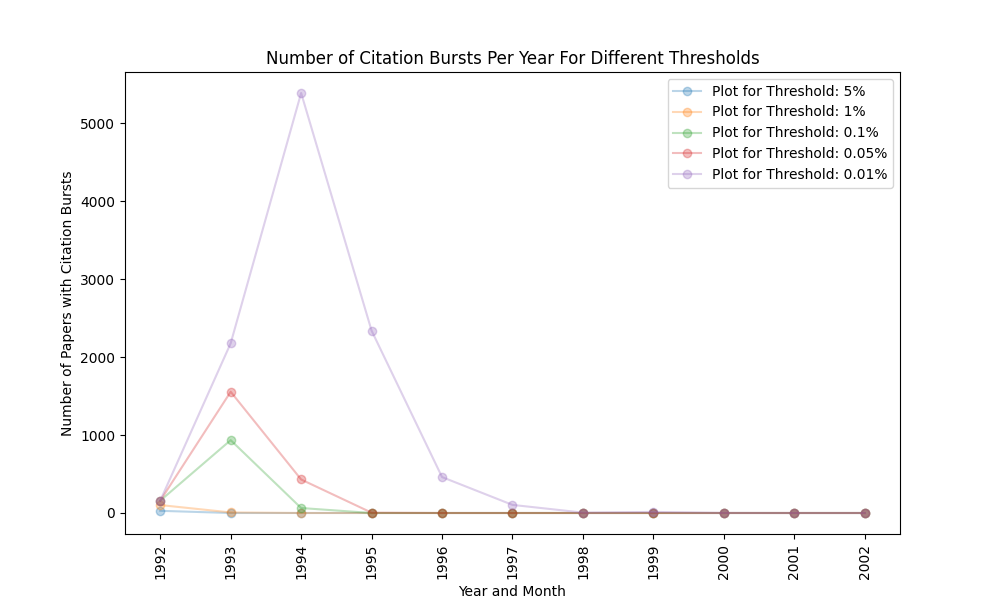 Number of Citation Bursts Per Year For Different Thresholds
Plot for Threshold: 5%
Plot for Threshold: 1%
Plot for Threshold: 0.1%
Plot for Threshold: 0.05%
Plot for Threshold: 0.01%
Number of Papers with Citation Bursts
5000
4000
3000
2000
1000
0
1992
1993
1994
1995
1996
1997
1998
1999
2000
2001
2002
Year and Month